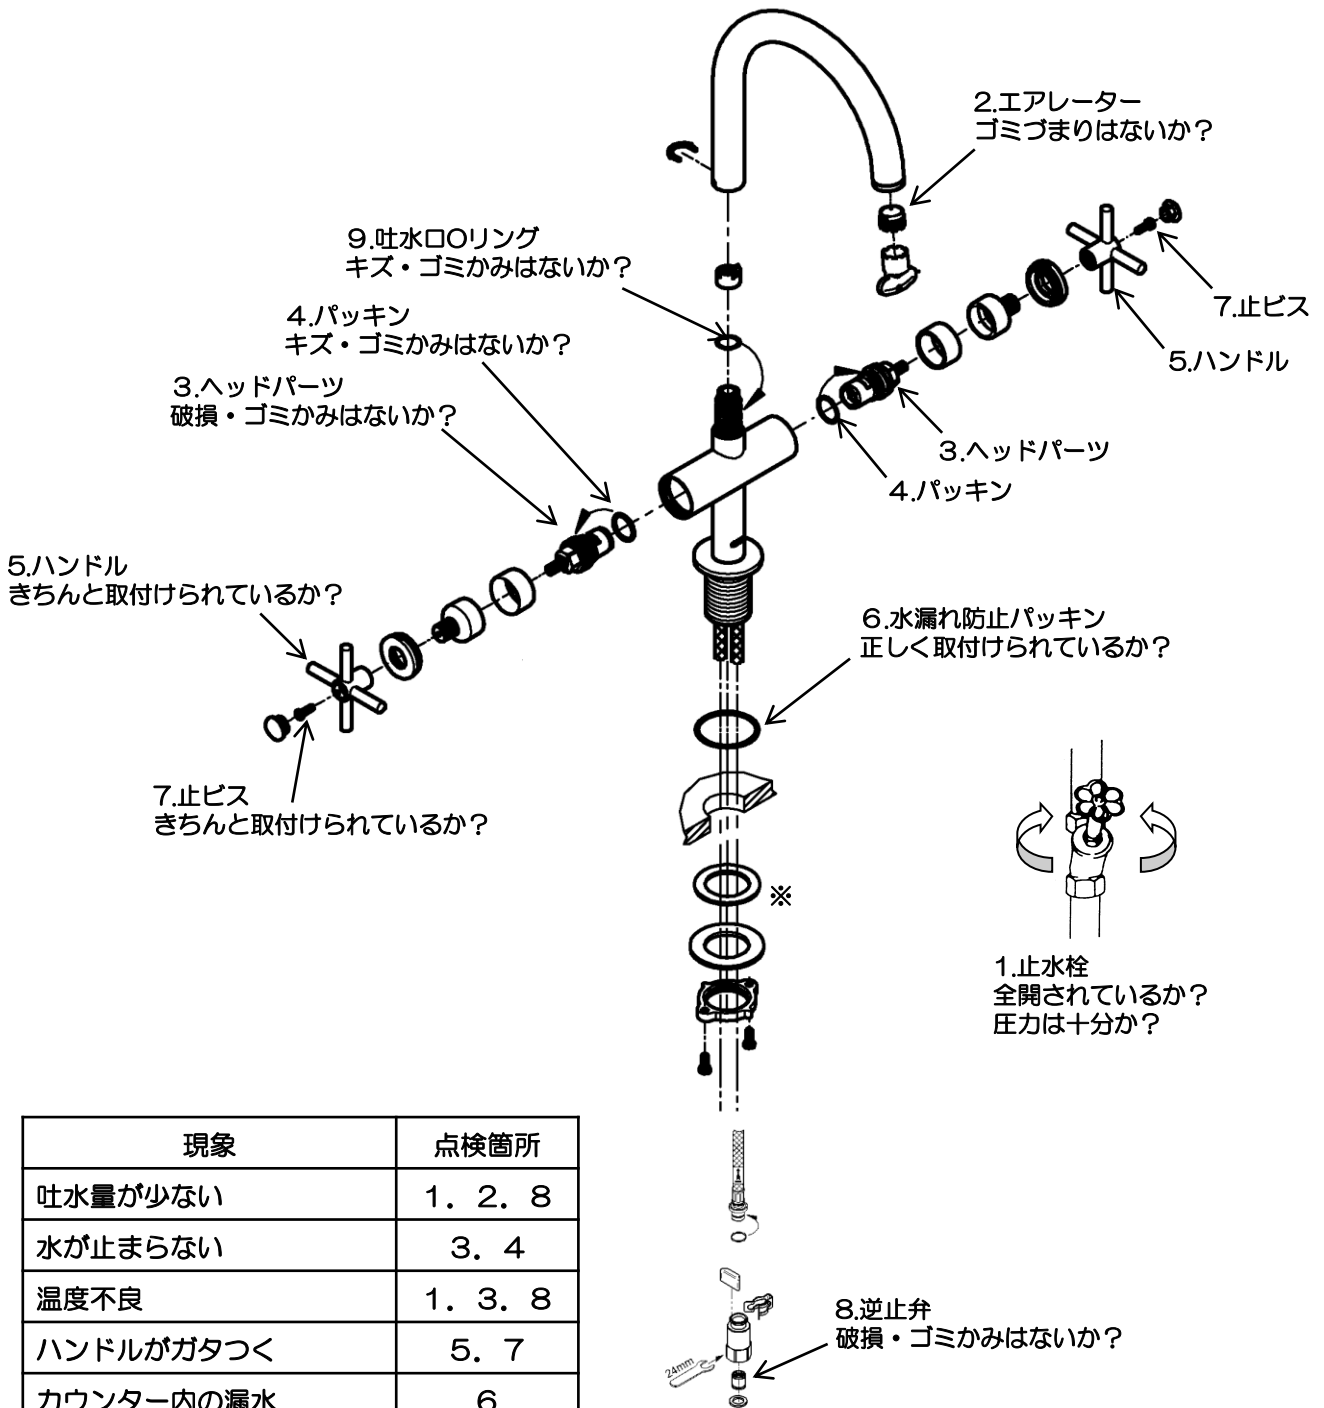 2.エアレーター
ゴミづまりはないか？
9.吐水口Oリング
キズ・ゴミかみはないか？
7.止ビス
4.パッキン
キズ・ゴミかみはないか？
5.ハンドル
3.ヘッドパーツ
破損・ゴミかみはないか？
3.ヘッドパーツ
4.パッキン
5.ハンドル
きちんと取付けられているか？
6.水漏れ防止パッキン
正しく取付けられているか？
7.止ビス
きちんと取付けられているか？
※
1.止水栓
全開されているか？
圧力は十分か？
現象 点検箇所
吐水量が少ない 1．2．8
水が止まらない 3．4
温度不良 1．3．8
ハンドルがガタつく 5．7
カウンター内の漏水 6
8.逆止弁
破損・ゴミかみはないか？
24mm